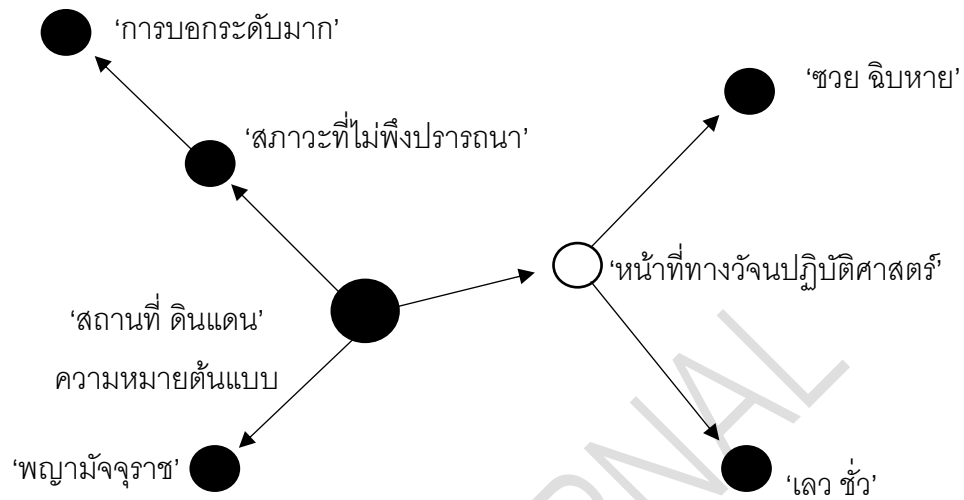 ‘การบอกระดับมาก’
‘ซวย ฉิบหาย’
‘สภาวะที่ไม่พึงปรารถนา’
‘หน้าที่ทางวัจนปฏิบัติศาสตร์’
‘สถานที่ ดินแดน’
ความหมายต้นแบบ
‘พญามัจจุราช’
‘เลว ชั่ว’
RNAL